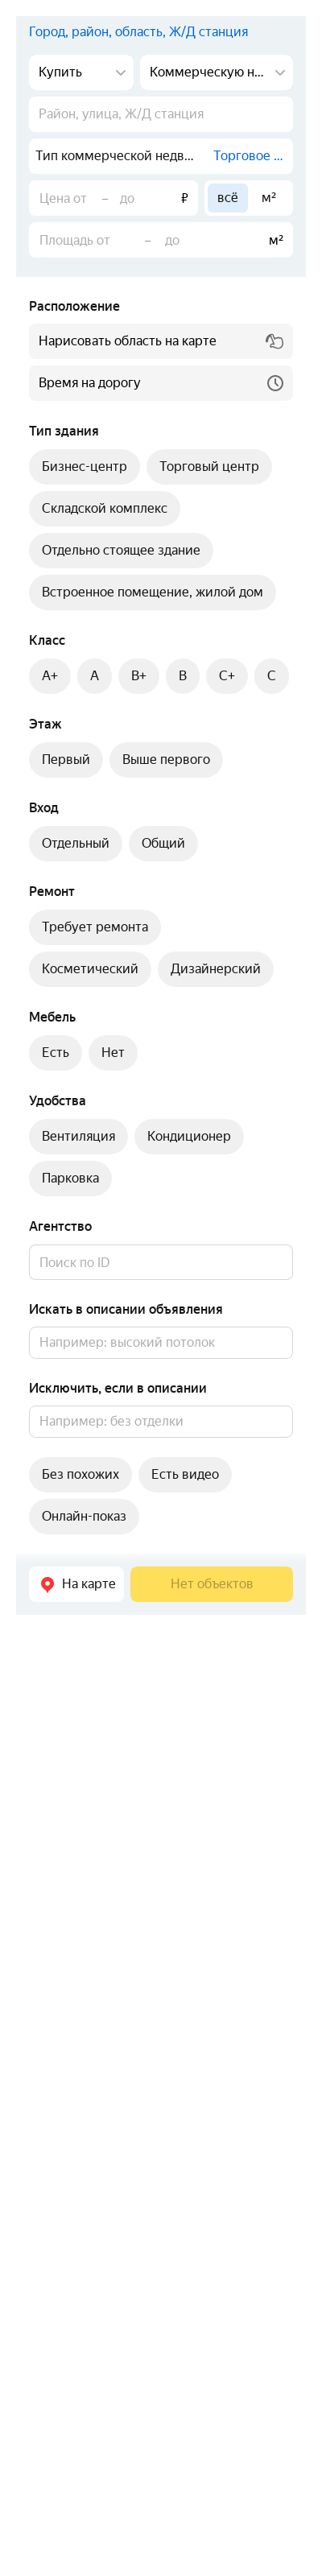 Город, район, область, Ж/Д станция
Купить Коммерческую н...
Район, улица, Ж/Д станция
Тип коммерческой недв... Торговое ...
Цена от – до ₽ всё м²
Площадь от – до м²
Расположение
Нарисовать область на карте
Время на дорогу
Тип здания
Бизнес-центр Торговый центр
Складской комплекс
Отдельно стоящее здание
Встроенное помещение, жилой дом
Класс
A+ A B+ B C+ C
Этаж
Первый Выше первого
Вход
Отдельный Общий
Ремонт
Требует ремонта
Косметический Дизайнерский
Мебель
Есть Нет
Удобства
Вентиляция Кондиционер
Парковка
Агентство
Поиск по ID
Искать в описании объявления
Например: высокий потолок
Исключить, если в описании
Например: без отделки
Без похожих Есть видео
Онлайн-показ
На карте Нет объектов